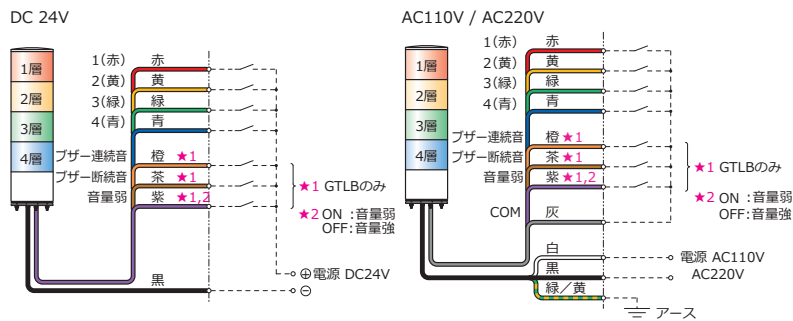 DC 24V
1層
2層
3層
4層
1(赤) 赤
2(黄) 黄
3(緑) 緑
4(青) 青
ブザー連続音 橙 ★1
ブザー断続音 茶 ★1
音量弱 紫 ★1,2
★1 GTLBのみ
★2 ON :音量弱
OFF:音量強
⊕電源 DC24V
黒
⊖
AC110V / AC220V
1層
2層
3層
4層
1(赤) 赤
2(黄) 黄
3(緑) 緑
4(青) 青
ブザー連続音 橙 ★1
ブザー断続音 茶 ★1
音量弱 紫 ★1,2
COM 灰
★1 GTLBのみ
★2 ON :音量弱
OFF:音量強
白
電源 AC110V
黒
AC220V
緑/黄
アース